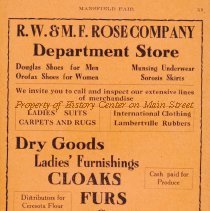 MANSFIELD FAIR.
R. W. & M. F. ROSE COMPANY
Department Store
Douglas Shoes for Men
Orofas Shoes for Women
Munsing Underwear
Sorosis Skirts
We invite you to call and inspect our extensive lines
of merchandise
Property of History Center on Main Street
LADIES' SUITS
CARPETS AND RUGS
International Clothing
Lambertville Rubbers
Dry Goods
Ladies' Furnishings
CLOAKS
FURS
Cash paid for
Produce
Distributors for
Ceresota Flour